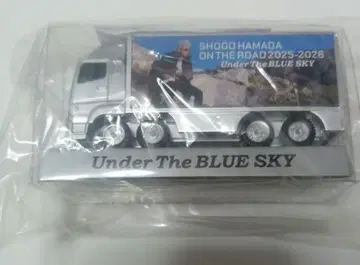 SHOGO HAMADA
ON THE ROAD 2025-2026
Under The BLUE SKY
Under The BLUE SKY